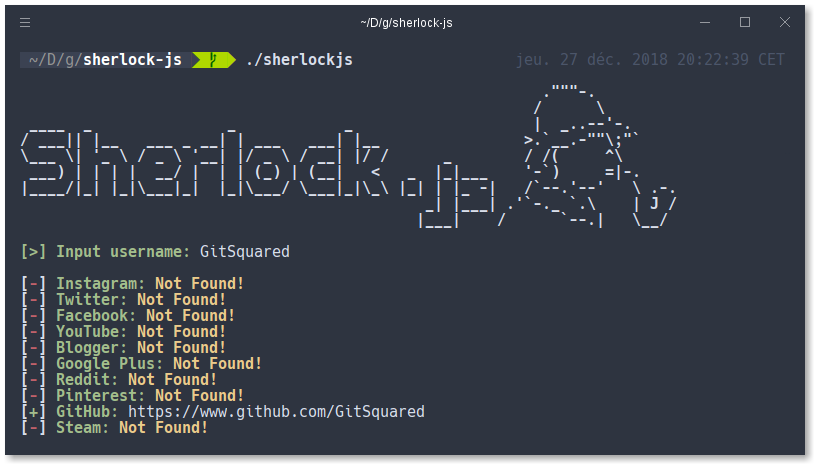 ~/D/g/sherlock-js
~/D/g/sherlock-js ./sherlockjs jeu. 27 déc. 2018 20:22:39 CET
Sherlock.js
[>] Input username: GitSquared
[-] Instagram: Not Found!
[-] Twitter: Not Found!
[-] Facebook: Not Found!
[-] YouTube: Not Found!
[-] Blogger: Not Found!
[-] Google Plus: Not Found!
[-] Reddit: Not Found!
[-] Pinterest: Not Found!
[+] GitHub: https://www.github.com/GitSquared
[-] Steam: Not Found!